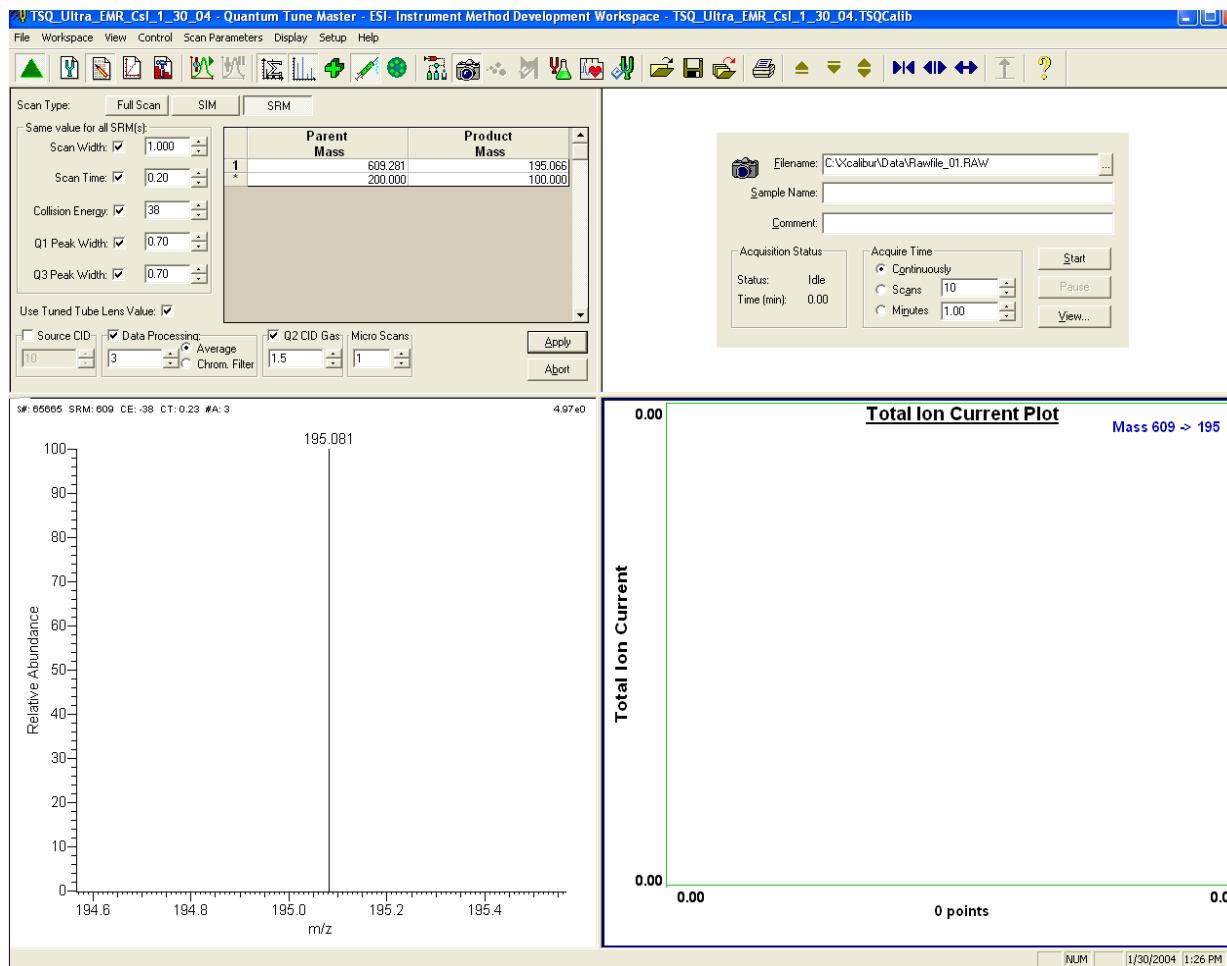 TSQ_Ultra_EMR_CsI_1_30_04 - Quantum Tune Master - ESI- Instrument Method Development Workspace - TSQ_Ultra_EMR_CsI_1_30_04.TSQCalib
File Workspace View Control Scan Parameters Display Setup Help
Scan Type: Full Scan SIM SRM
Same value for all SRM(s):
Scan Width: 1.000
Scan Time: 0.20
Collision Energy: 38
Q1 Peak Width: 0.70
Q3 Peak Width: 0.70
Use Tuned Tube Lens Value:
Parent Mass Product Mass
1 609.281 195.066
* 200.000 100.000
Source CID Data Processing: Q2 CID Gas Micro Scans
10 3 Average 1.5 1
Chrom. Filter
Apply
Abort
Filename: C:\Xcalibur\Data\Rawfile_01.RAW ...
Sample Name:
Comment:
Acquisition Status
Status: Idle
Time (min): 0.00
Acquire Time
Continuously
Scans 10
Minutes 1.00
Start
Pause
View...
S#: 65665 SRM: 609 CE: -38 CT: 0.23 #A: 3 4.97e0
195.081
100
90
80
70
60
50
40
30
20
10
0
Relative Abundance
194.6 194.8 195.0 195.2 195.4
m/z
0.00 Total Ion Current Plot
Mass 609 -> 195
Total Ion Current
0.00
0.00 0.0
0 points
NUM 1/30/2004 1:26 PM